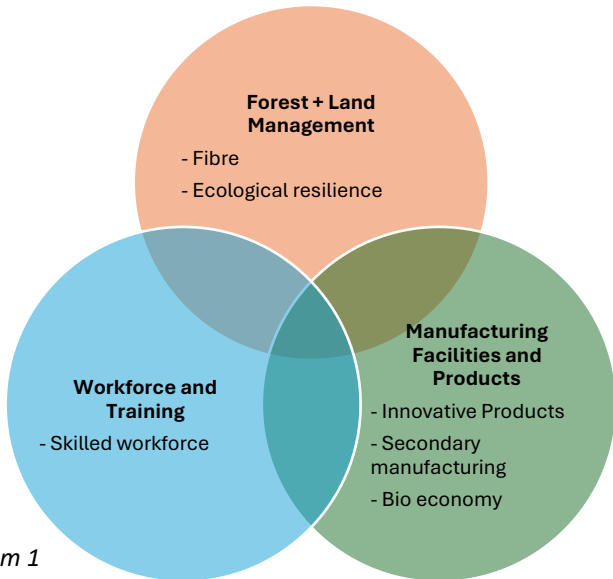 Forest + Land
Management
- Fibre
- Ecological resilience
Workforce and
Training
- Skilled workforce
Manufacturing
Facilities and
Products
- Innovative Products
- Secondary
manufacturing
- Bio economy
m 1